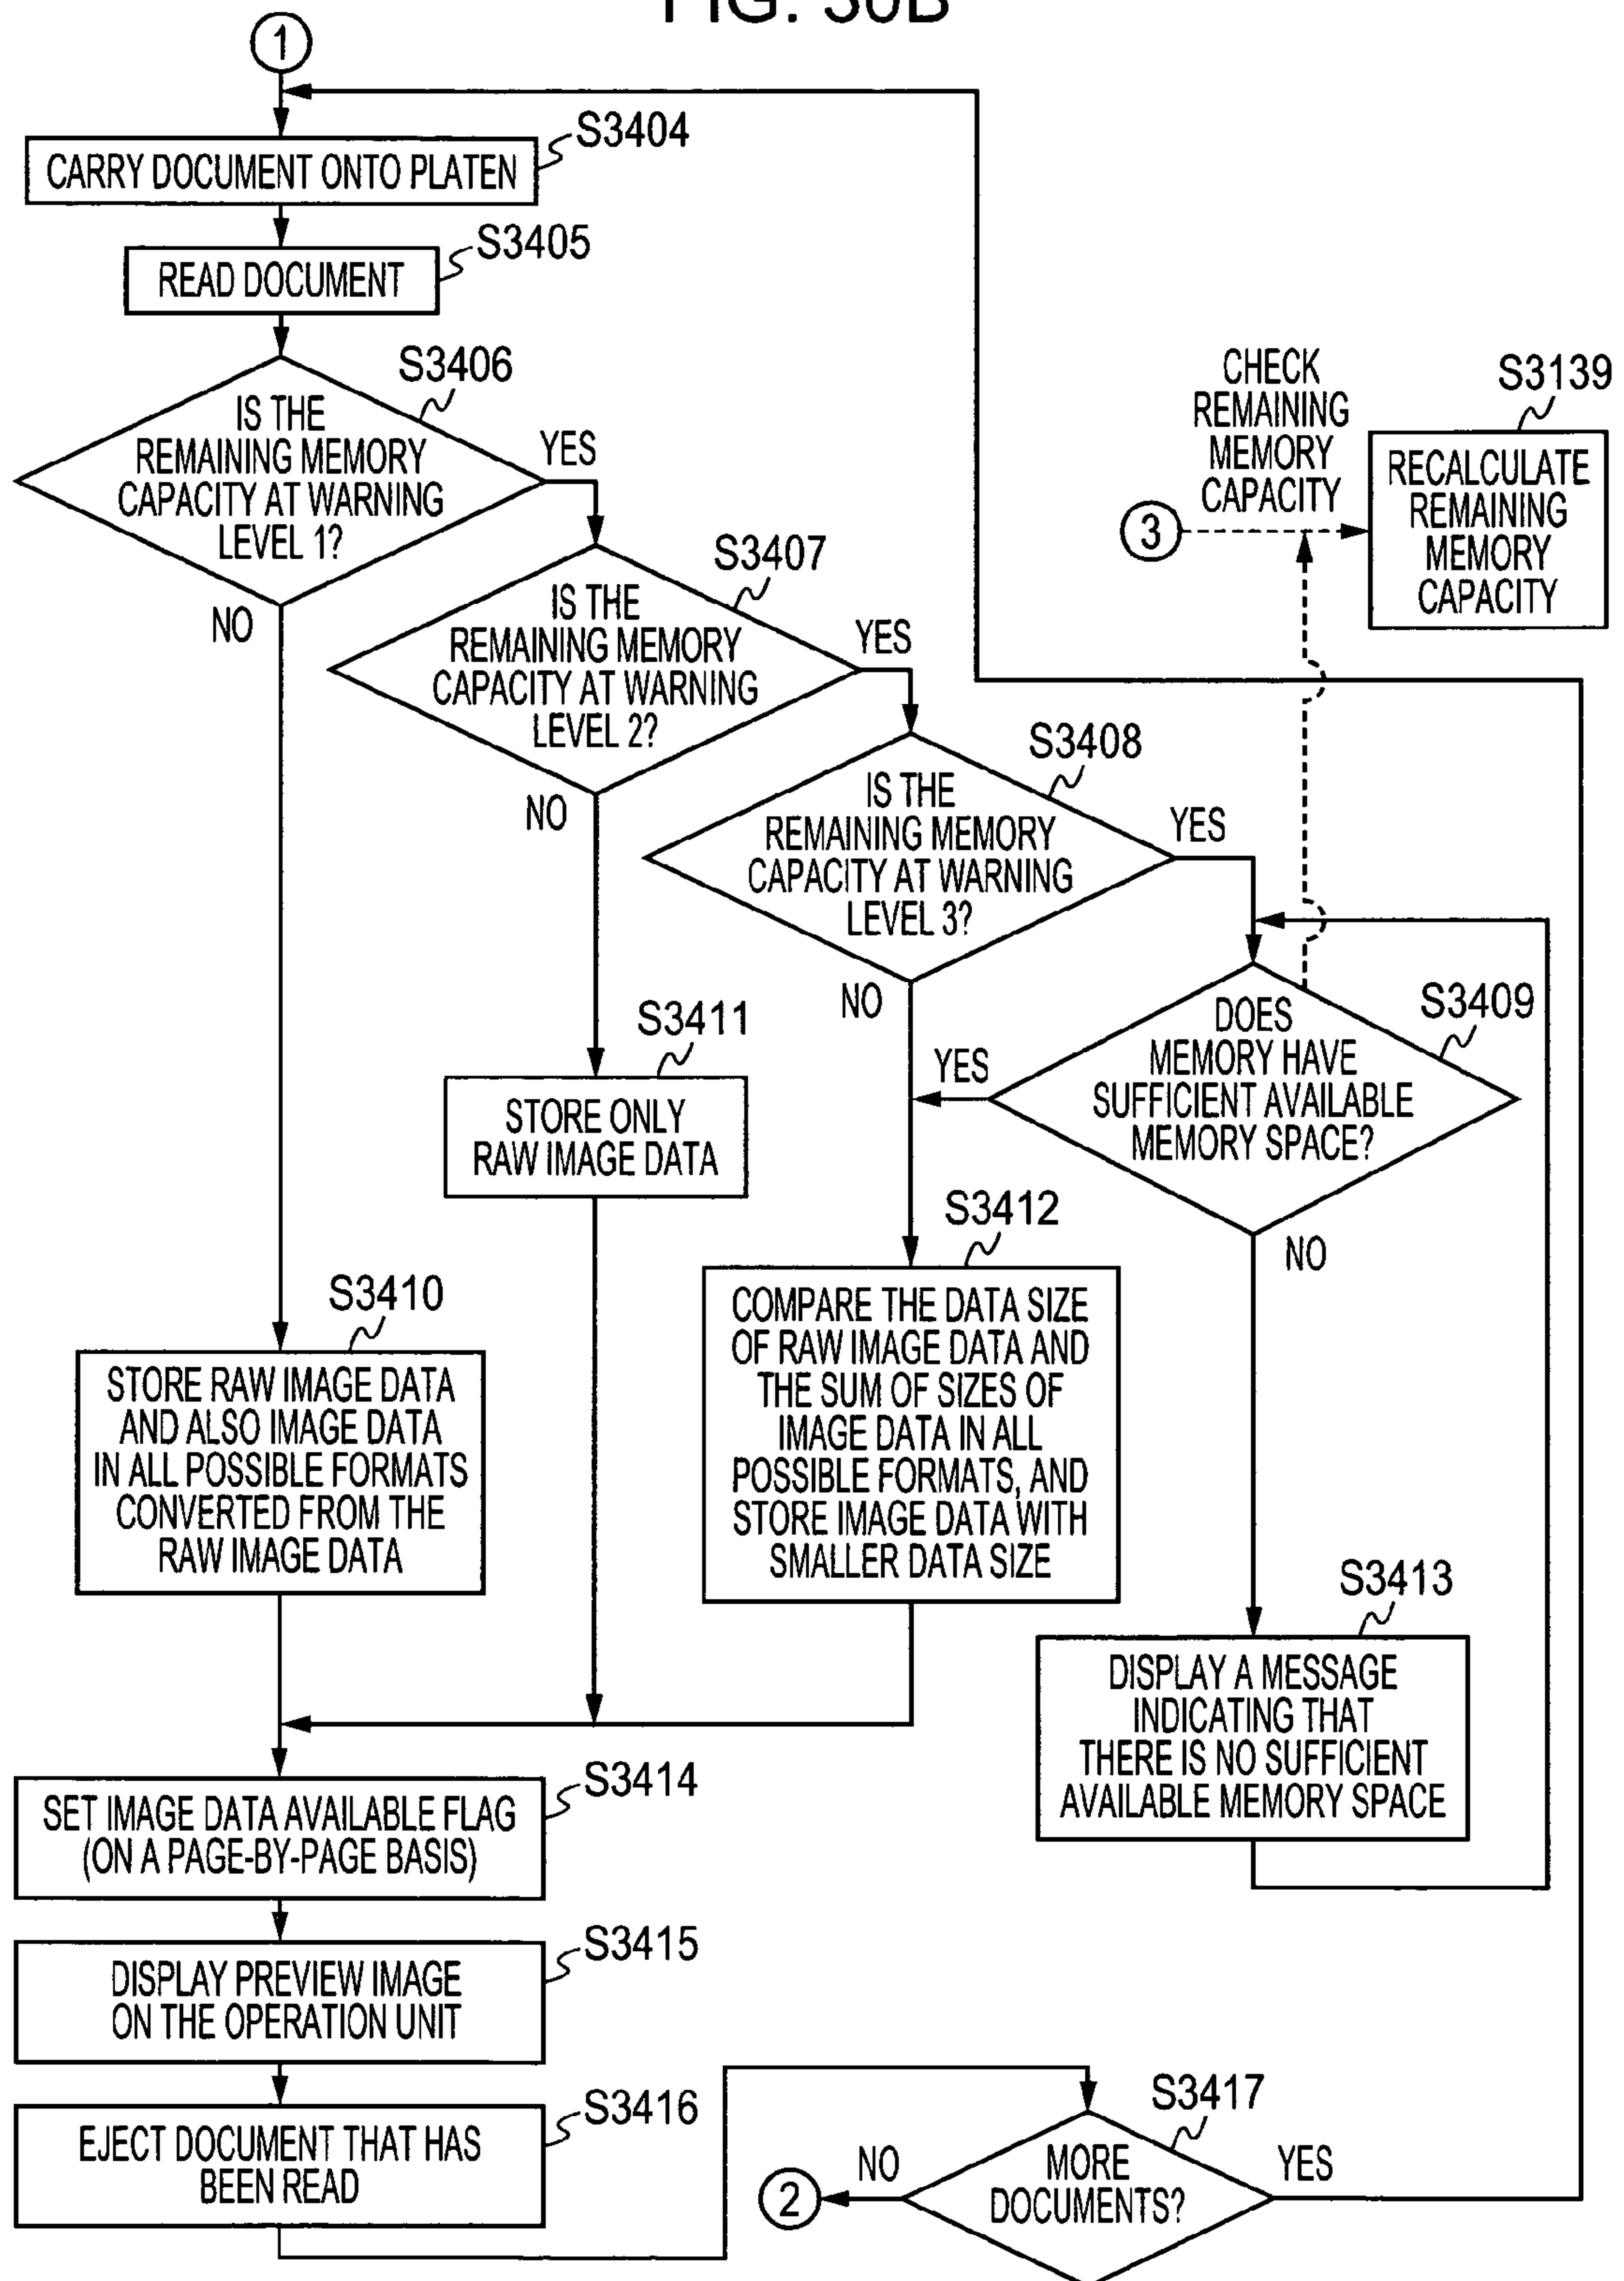 FIG. 30B
1
S3404
CARRY DOCUMENT ONTO PLATEN
S3405
READ DOCUMENT
S3406
IS THE
REMAINING MEMORY
CAPACITY AT WARNING
LEVEL 1?
YES
NO
CHECK
REMAINING
MEMORY
CAPACITY
3
S3139
RECALCULATE
REMAINING
MEMORY
CAPACITY
S3407
IS THE
REMAINING MEMORY
CAPACITY AT WARNING
LEVEL 2?
YES
NO
S3408
IS THE
REMAINING MEMORY
CAPACITY AT WARNING
LEVEL 3?
YES
NO
S3409
DOES
MEMORY HAVE
SUFFICIENT AVAILABLE
MEMORY SPACE?
YES
NO
S3411
STORE ONLY
RAW IMAGE DATA
S3412
COMPARE THE DATA SIZE
OF RAW IMAGE DATA AND
THE SUM OF SIZES OF
IMAGE DATA IN ALL
POSSIBLE FORMATS, AND
STORE IMAGE DATA WITH
SMALLER DATA SIZE
S3410
STORE RAW IMAGE DATA
AND ALSO IMAGE DATA
IN ALL POSSIBLE FORMATS
CONVERTED FROM THE
RAW IMAGE DATA
S3413
DISPLAY A MESSAGE
INDICATING THAT
THERE IS NO SUFFICIENT
AVAILABLE MEMORY SPACE
S3414
SET IMAGE DATA AVAILABLE FLAG
(ON A PAGE-BY-PAGE BASIS)
S3415
DISPLAY PREVIEW IMAGE
ON THE OPERATION UNIT
S3416
EJECT DOCUMENT THAT HAS
BEEN READ
S3417
MORE
DOCUMENTS?
NO
YES
2